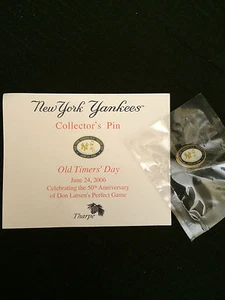 New York Yankees™
Collector's Pin
Old Timers' Day
June 24, 2006
Celebrating the 50th Anniversary
of Don Larsen's Perfect Game
Tharpe